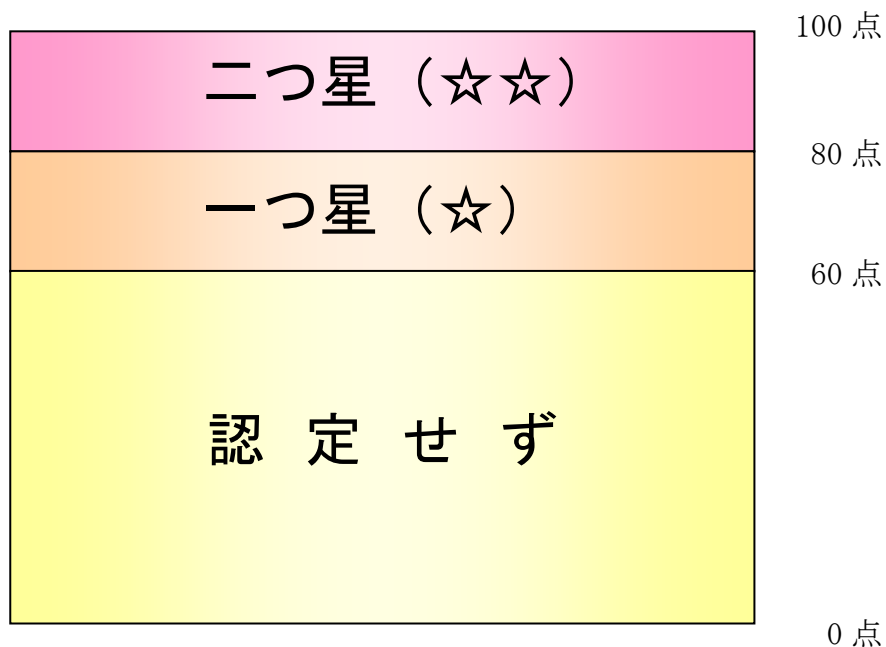 100 点
二つ星（☆☆）
80 点
一つ星（☆）
60 点
認 定 せ ず
0 点